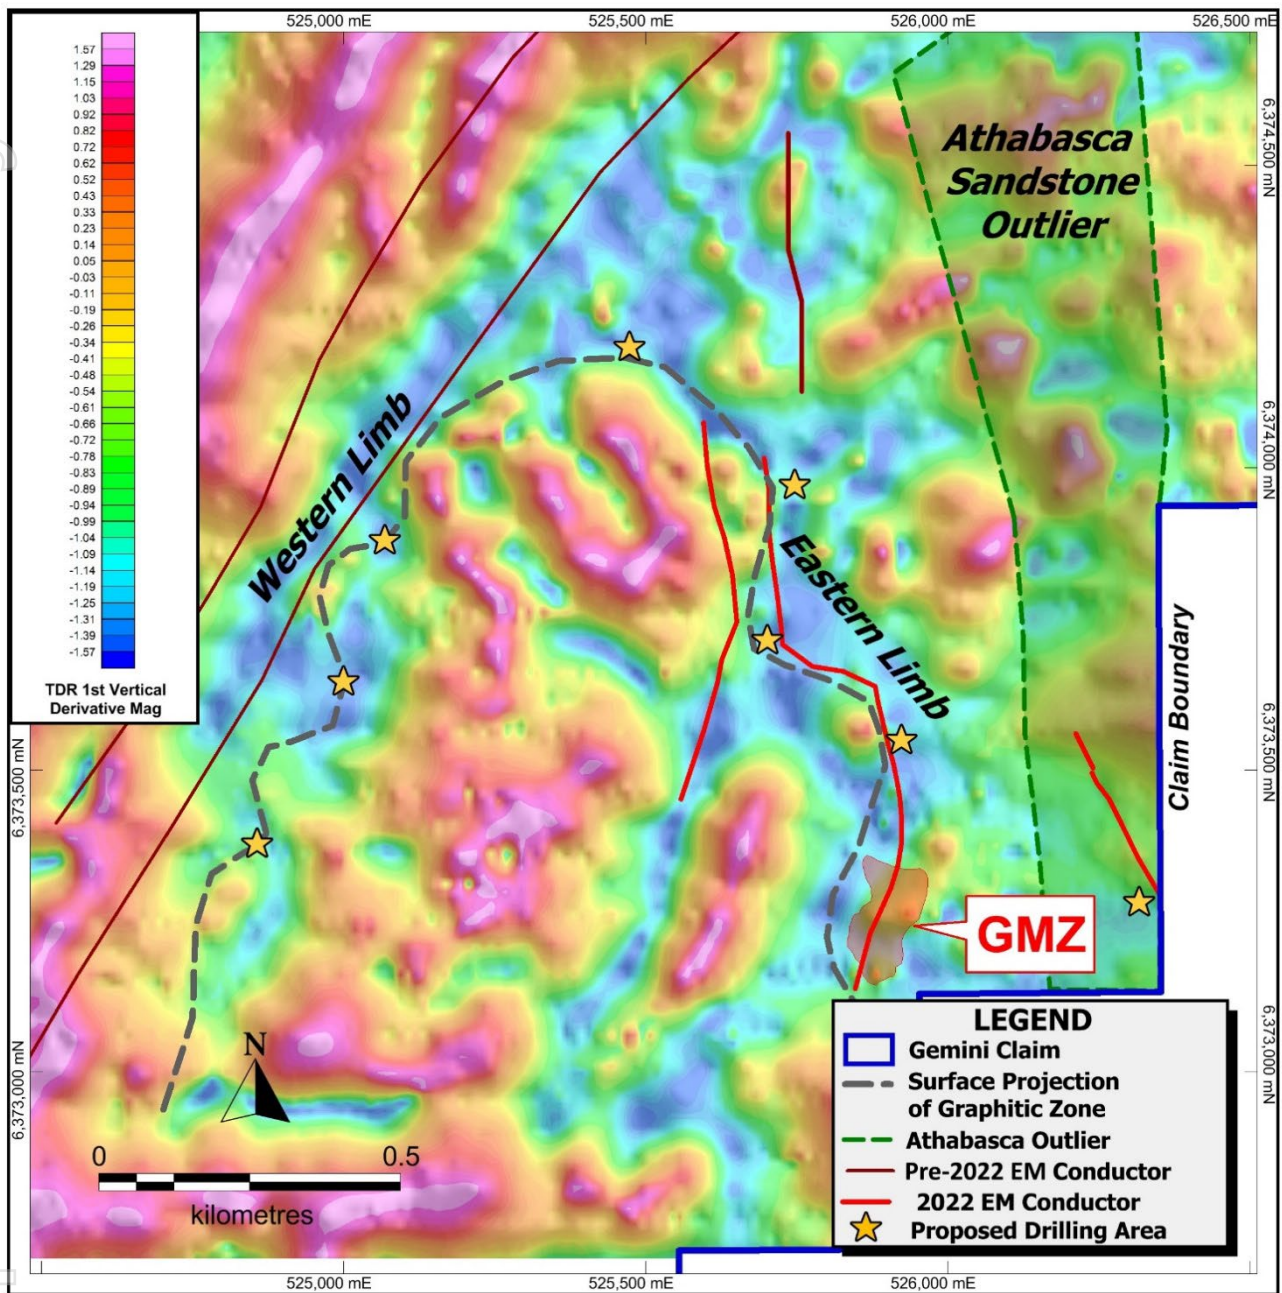 525,000 mE
525,500 mE
526,000 mE
526,500 mE
1.57
1.29
1.15
1.03
0.92
0.82
0.72
0.62
0.52
0.43
0.33
0.23
0.14
0.05
-0.03
-0.11
-0.19
-0.26
-0.34
-0.41
-0.48
-0.54
-0.61
-0.66
-0.72
-0.78
-0.83
-0.89
-0.94
-0.99
-1.04
-1.09
-1.14
-1.19
-1.25
-1.31
-1.39
-1.57
TDR 1st Vertical
Derivative Mag
Athabasca
Sandstone
Outlier
6,374,500 mN
6,374,000 mN
Western Limb
Eastern Limb
Claim Boundary
6,373,500 mN
6,373,500 mN
GMZ
6,373,000 mN
6,373,000 mN
N
0 0.5
kilometres
LEGEND
Gemini Claim
Surface Projection
of Graphitic Zone
Athabasca Outlier
Pre-2022 EM Conductor
2022 EM Conductor
Proposed Drilling Area
525,000 mE
525,500 mE
526,000 mE